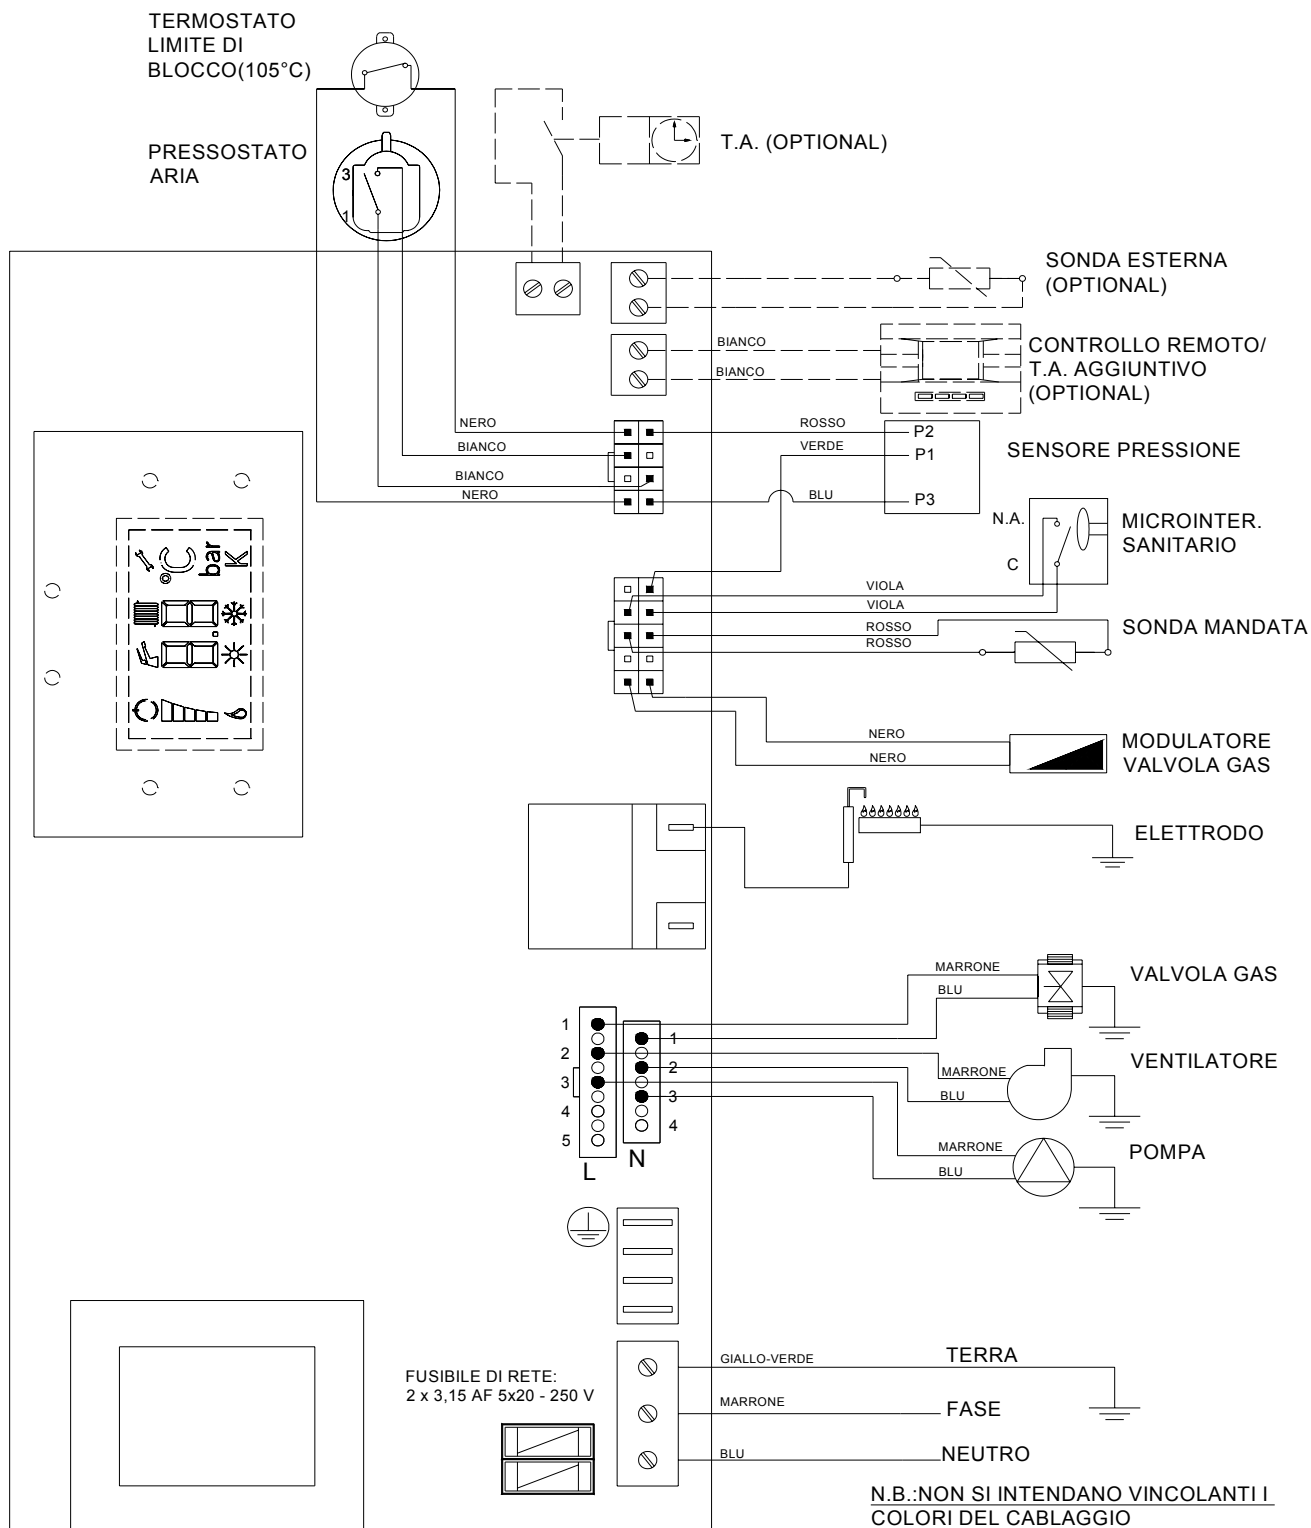 TERMOSTATO
LIMITE DI
BLOCCO(105°C)
PRESSOSTATO
ARIA
3
1
T.A. (OPTIONAL)
SONDA ESTERNA
(OPTIONAL)
BIANCO
BIANCO
CONTROLLO REMOTO/
T.A. AGGIUNTIVO
(OPTIONAL)
NERO
BIANCO
BIANCO
NERO
ROSSO
VERDE
BLU
P2
P1
P3
SENSORE PRESSIONE
N.A.
C
MICROINTER.
SANITARIO
VIOLA
VIOLA
ROSSO
ROSSO
SONDA MANDATA
°C
bar
K
NERO
NERO
MODULATORE
VALVOLA GAS
ELETTRODO
MARRONE
BLU
VALVOLA GAS
1
2
3
4
5
L
1
2
3
4
N
MARRONE
BLU
VENTILATORE
MARRONE
BLU
POMPA
FUSIBILE DI RETE:
2 x 3,15 AF 5x20 - 250 V
GIALLO-VERDE
TERRA
MARRONE
FASE
BLU
NEUTRO
N.B.:NON SI INTENDANO VINCOLANTI I
COLORI DEL CABLAGGIO